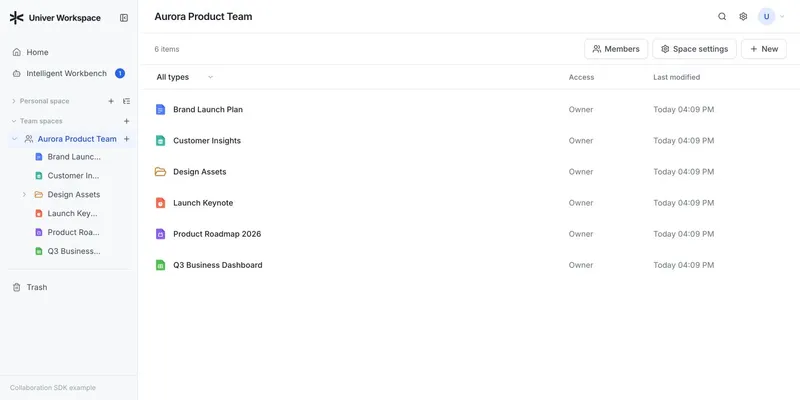 Univer Workspace
Home
Intelligent Workbench 1
Personal space
Team spaces
Aurora Product Team
Brand Launc...
Customer In...
Design Assets
Launch Key...
Product Roa...
Q3 Business...
Trash
Collaboration SDK example
Aurora Product Team
U
6 items
Members
Space settings
New
All types Access Last modified
Brand Launch Plan Owner Today 04:09 PM
Customer Insights Owner Today 04:09 PM
Design Assets Owner Today 04:09 PM
Launch Keynote Owner Today 04:09 PM
Product Roadmap 2026 Owner Today 04:09 PM
Q3 Business Dashboard Owner Today 04:09 PM